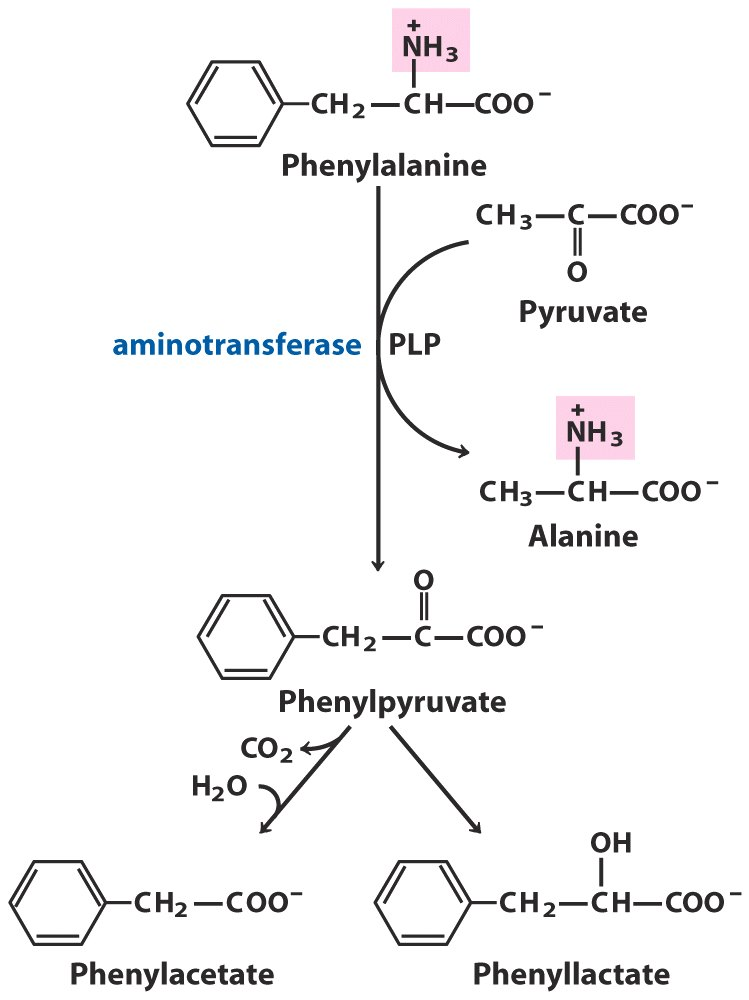 +
NH3
CH2—CH—COO−
Phenylalanine
CH3—C—COO−
O
Pyruvate
aminotransferase PLP
+
NH3
CH3—CH—COO−
Alanine
O
CH2—C—COO−
Phenylpyruvate
CO2
H2O
OH
CH2—COO−
CH2—CH—COO−
Phenylacetate
Phenyllactate